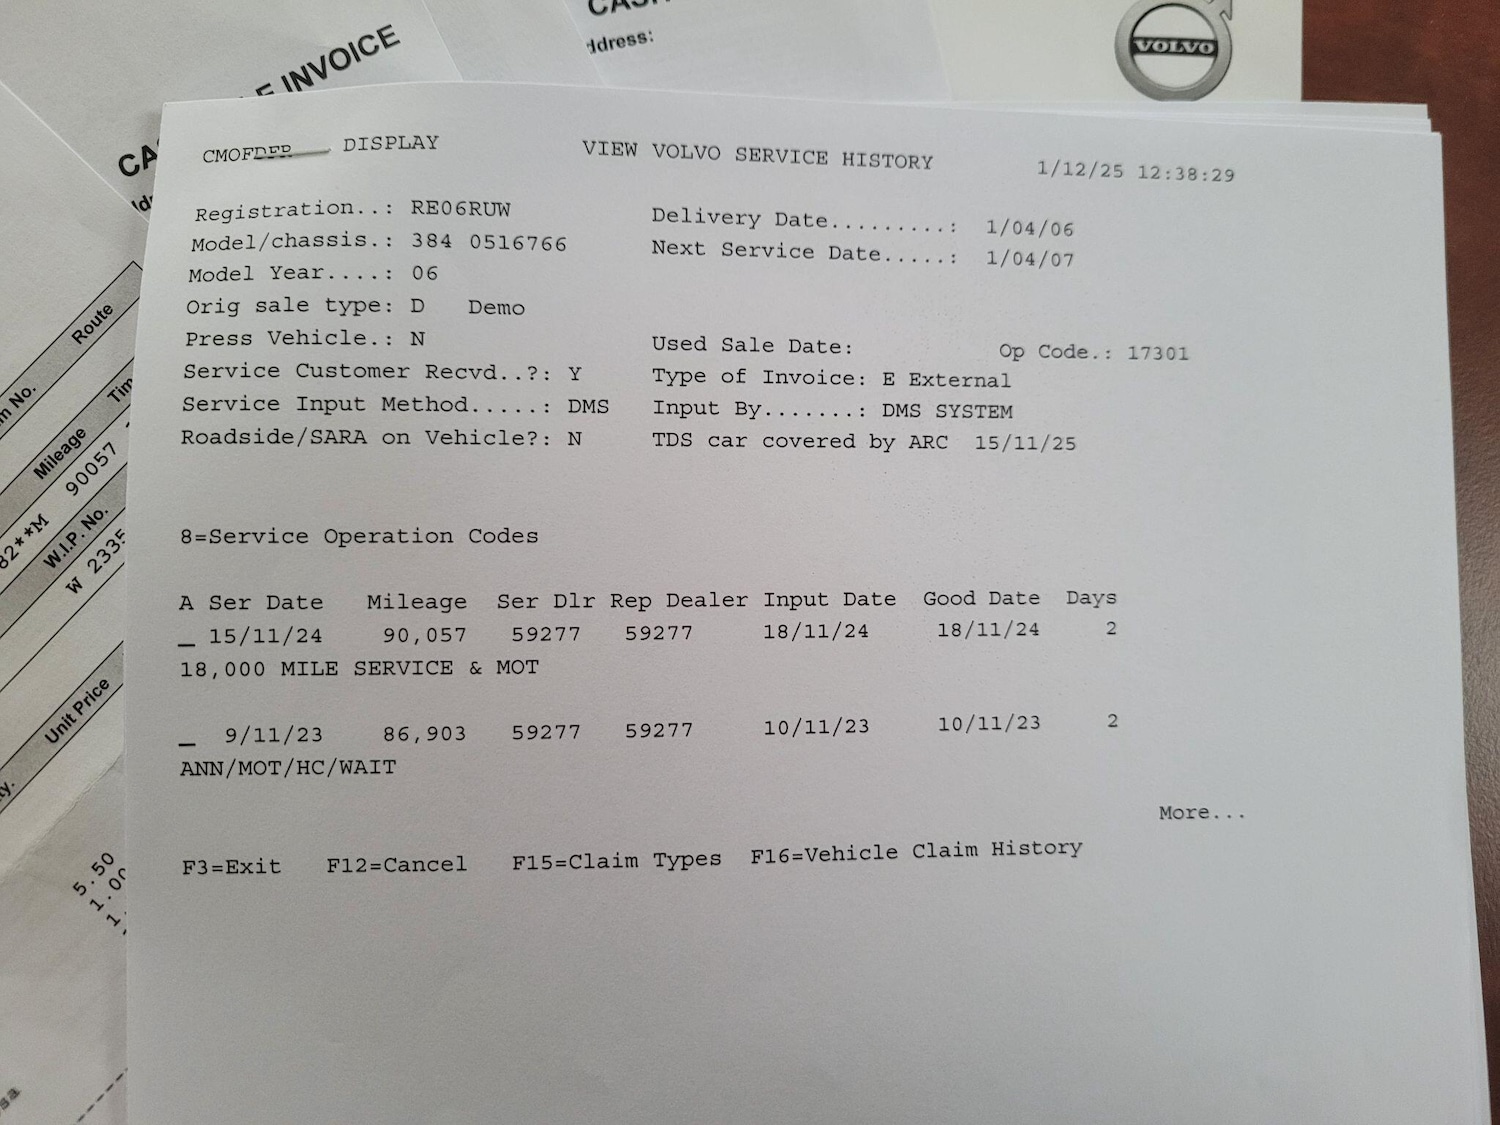 CASH
Address:
VOLVO
INVOICE
CMOFDER DISPLAY VIEW VOLVO SERVICE HISTORY 1/12/25 12:38:29
Registration..: RE06RUW Delivery Date.........: 1/04/06
Model/chassis.: 384 0516766 Next Service Date.....: 1/04/07
Model Year....: 06
Orig sale type: D Demo
Press Vehicle.: N Used Sale Date: Op Code.: 17301
Service Customer Recvd..?: Y Type of Invoice: E External
Service Input Method.....: DMS Input By.......: DMS SYSTEM
Roadside/SARA on Vehicle?: N TDS car covered by ARC 15/11/25
8=Service Operation Codes
A Ser Date Mileage Ser Dlr Rep Dealer Input Date Good Date Days
_ 15/11/24 90,057 59277 59277 18/11/24 18/11/24 2
18,000 MILE SERVICE & MOT
_ 9/11/23 86,903 59277 59277 10/11/23 10/11/23 2
ANN/MOT/HC/WAIT
More...
F3=Exit F12=Cancel F15=Claim Types F16=Vehicle Claim History
Route
No.
Mileage
82**M 90057
W.I.P. No.
W 2335
Unit Price
5.50